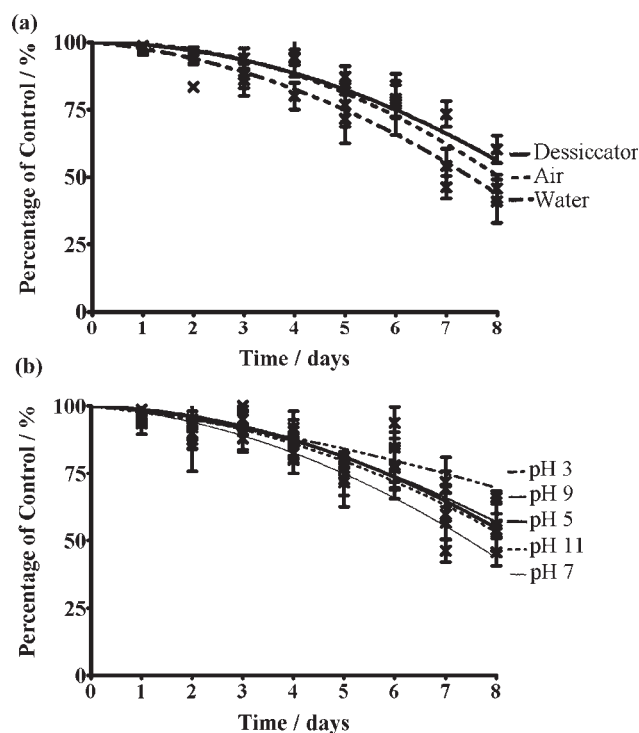 (a)
Percentage of Control / %
100
75
50
25
0
Dessiccator
Air
Water
0 1 2 3 4 5 6 7 8
Time / days
(b)
Percentage of Control / %
100
75
50
25
0
pH 3
pH 9
pH 5
pH 11
pH 7
0 1 2 3 4 5 6 7 8
Time / days